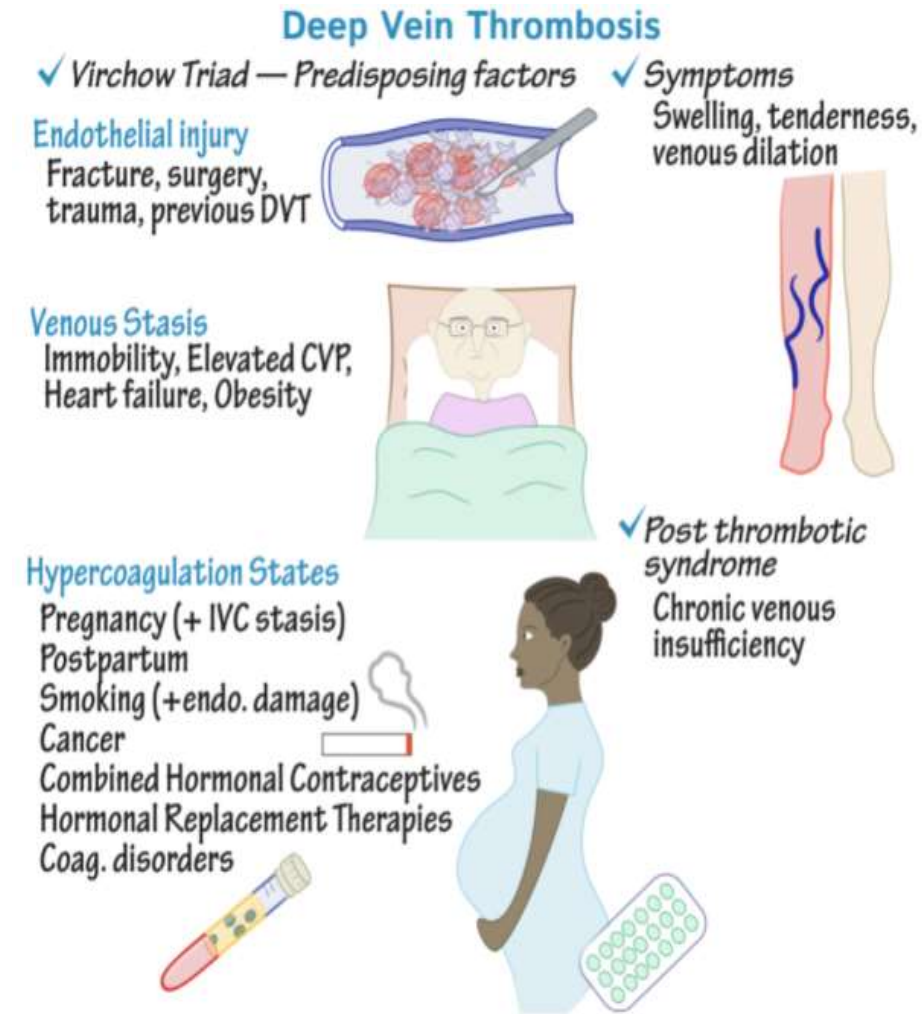 Deep Vein Thrombosis
✓ Virchow Triad — Predisposing factors
Endothelial injury
Fracture, surgery,
trauma, previous DVT
Venous Stasis
Immobility, Elevated CVP,
Heart failure, Obesity
Hypercoagulation States
Pregnancy (+ IVC stasis)
Postpartum
Smoking (+endo. damage)
Cancer
Combined Hormonal Contraceptives
Hormonal Replacement Therapies
Coag. disorders
✓ Symptoms
Swelling, tenderness,
venous dilation
✓ Post thrombotic
syndrome
Chronic venous
insufficiency